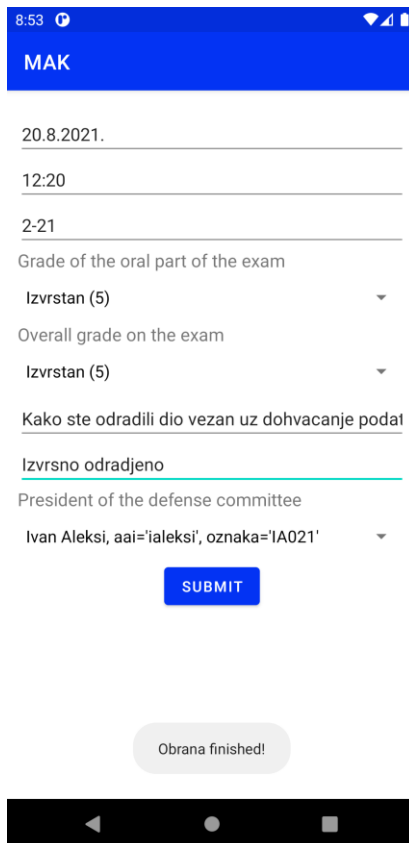 8:53
MAK
20.8.2021.
12:20
2-21
Grade of the oral part of the exam
Izvrstan (5)
Overall grade on the exam
Izvrstan (5)
Kako ste odradili dio vezan uz dohvacanje podat
Izvrsno odradjeno
President of the defense committee
Ivan Aleksi, aai='ialeksi', oznaka='IA021'
SUBMIT
Obrana finished!